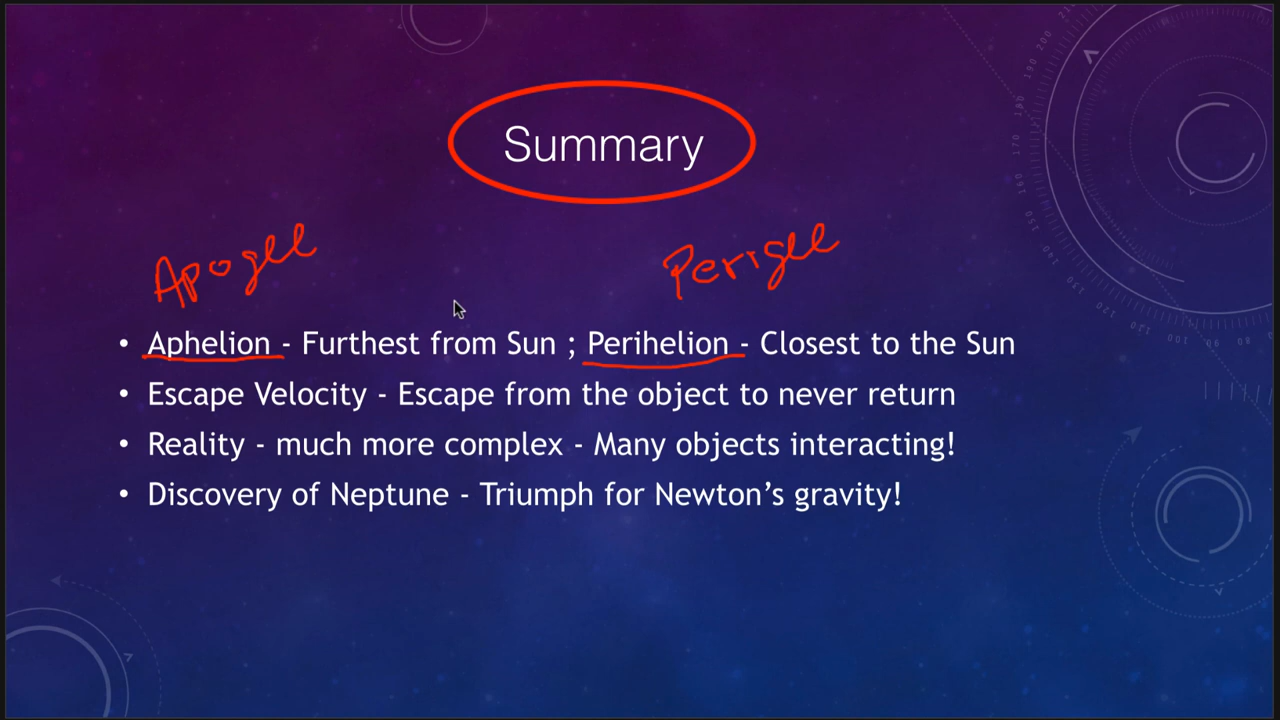 Summary
Apogee Perigee
• Aphelion - Furthest from Sun ; Perihelion - Closest to the Sun
• Escape Velocity - Escape from the object to never return
• Reality - much more complex - Many objects interacting!
• Discovery of Neptune - Triumph for Newton’s gravity!